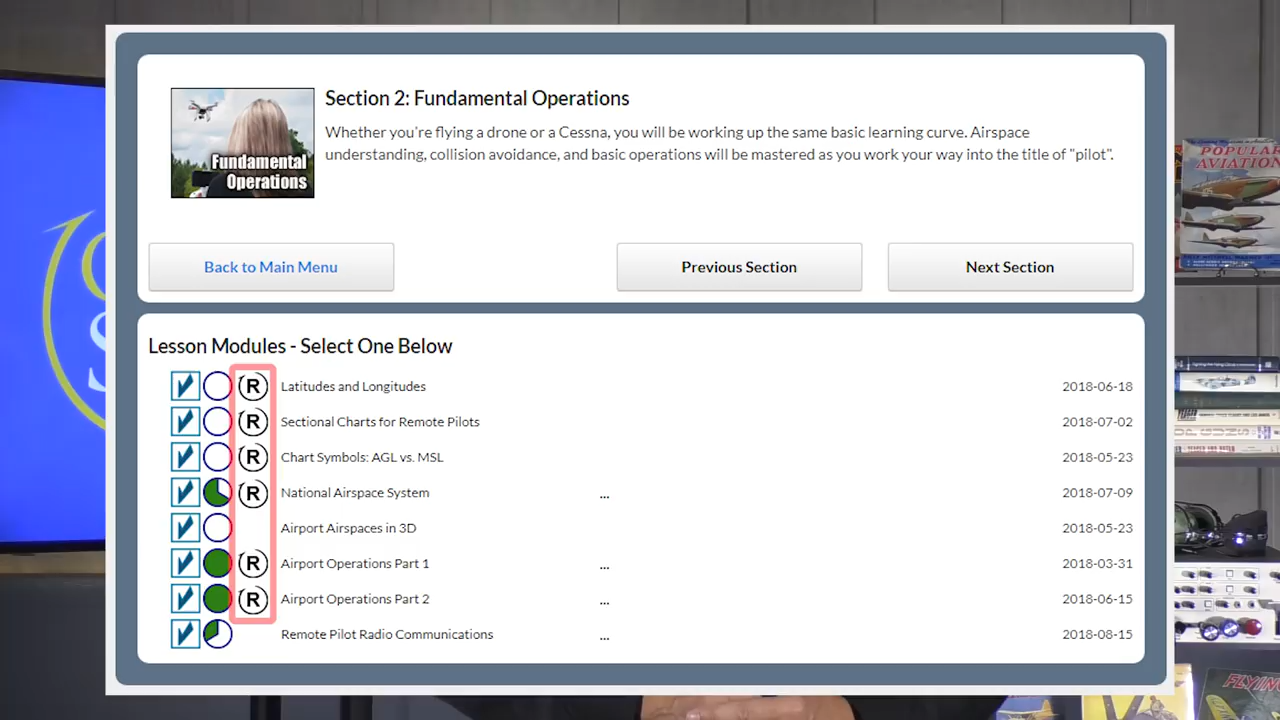 Section 2: Fundamental Operations
Whether you're flying a drone or a Cessna, you will be working up the same basic learning curve. Airspace
understanding, collision avoidance, and basic operations will be mastered as you work your way into the title of "pilot".
Fundamental
Operations
Back to Main Menu
Previous Section
Next Section
Lesson Modules - Select One Below
R Latitudes and Longitudes 2018-06-18
R Sectional Charts for Remote Pilots 2018-07-02
R Chart Symbols: AGL vs. MSL 2018-05-23
R National Airspace System ... 2018-07-09
Airport Airspaces in 3D 2018-05-23
R Airport Operations Part 1 ... 2018-03-31
R Airport Operations Part 2 ... 2018-06-15
Remote Pilot Radio Communications ... 2018-08-15
POPULAR
AVIATION
FLYING